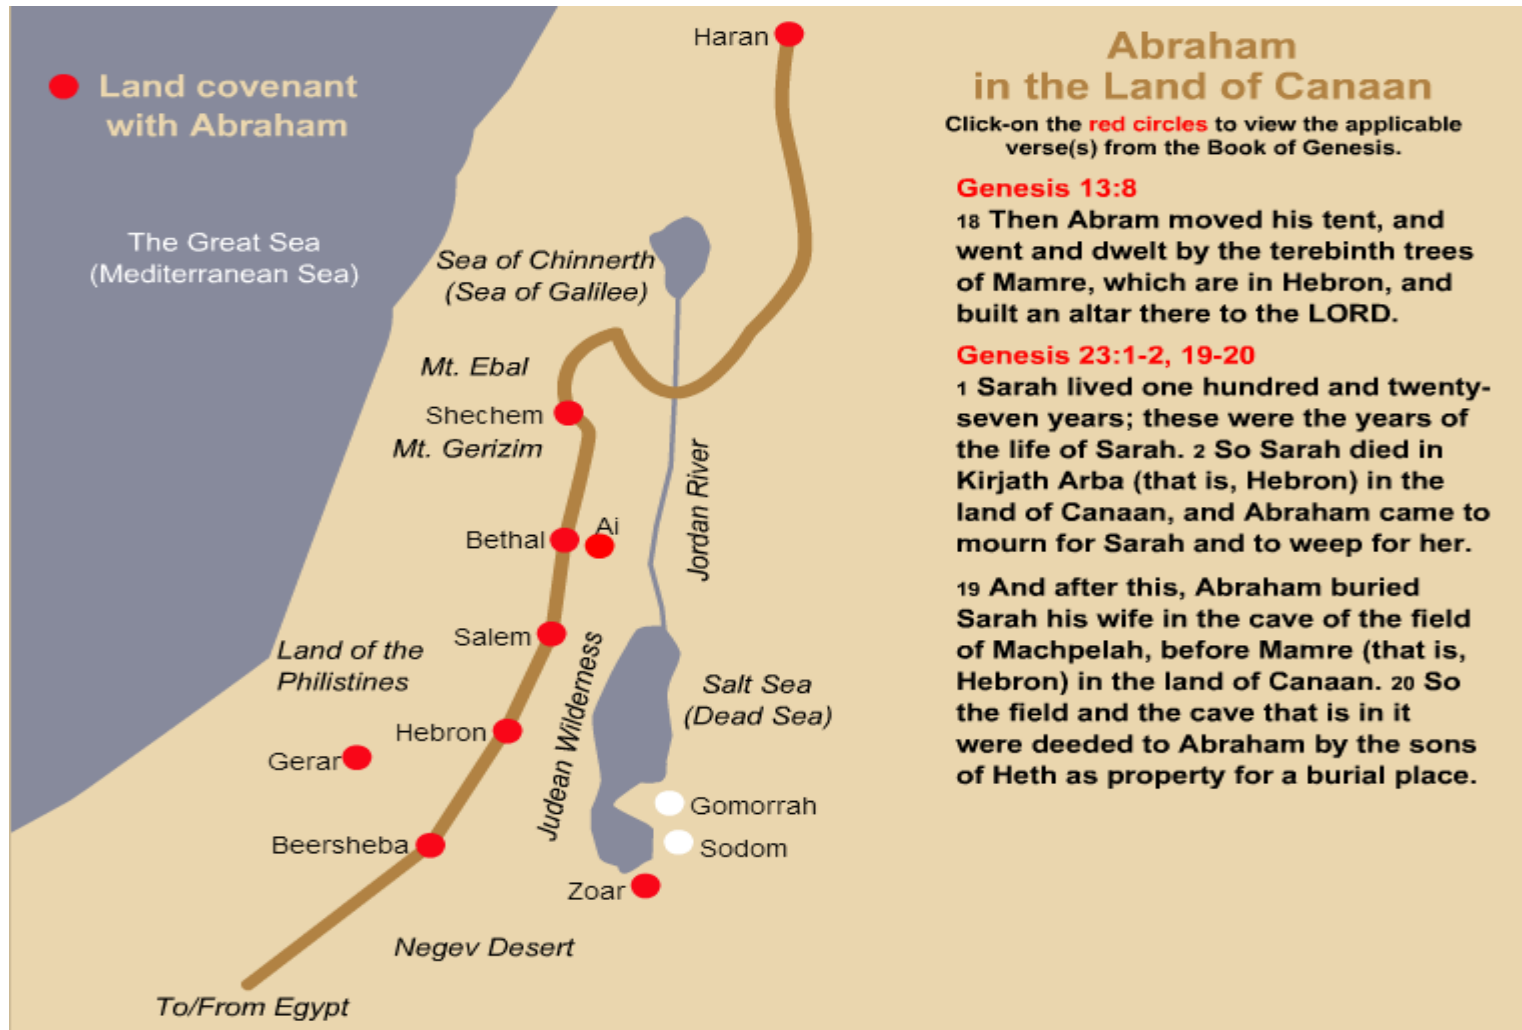 Haran
Land covenant
with Abraham
The Great Sea
(Mediterranean Sea)
Sea of Chinnerth
(Sea of Galilee)
Mt. Ebal
Shechem
Mt. Gerizim
Jordan River
Ai
Bethal
Salem
Land of the
Philistines
Judean Wilderness
Salt Sea
(Dead Sea)
Hebron
Gerar
Gomorrah
Beersheba
Sodom
Zoar
Negev Desert
To/From Egypt
Abraham
in the Land of Canaan
Click-on the red circles to view the applicable
verse(s) from the Book of Genesis.
Genesis 13:8
18 Then Abram moved his tent, and
went and dwelt by the terebinth trees
of Mamre, which are in Hebron, and
built an altar there to the LORD.
Genesis 23:1-2, 19-20
1 Sarah lived one hundred and twenty-
seven years; these were the years of
the life of Sarah. 2 So Sarah died in
Kirjath Arba (that is, Hebron) in the
land of Canaan, and Abraham came to
mourn for Sarah and to weep for her.
19 And after this, Abraham buried
Sarah his wife in the cave of the field
of Machpelah, before Mamre (that is,
Hebron) in the land of Canaan. 20 So
the field and the cave that is in it
were deeded to Abraham by the sons
of Heth as property for a burial place.